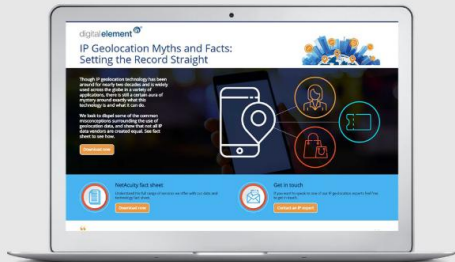 digitalelement
IP Geolocation Myths and Facts:
Setting the Record Straight
Though IP geolocation technology has been
around for nearly two decades and is widely
used across the globe in a variety of
applications, there is still a certain aura of
mystery around exactly what this
technology is and what it can do.
We look to dispel some of the common
misconceptions surrounding the use of
geolocation data, and show that not all IP
data vendors are created equal. See fact
sheet to see how.
Download now
NetAcuity fact sheet
Download now
Get in touch
to get in touch.
Contact an IP expert